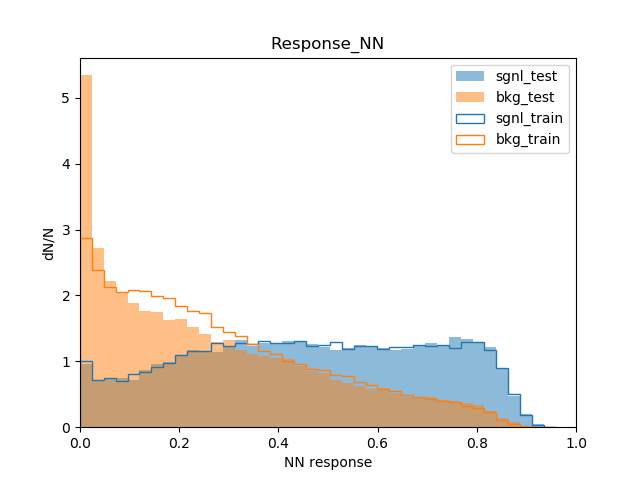 Response_NN
sgnl_test
bkg_test
sgnl_train
bkg_train
dN/N
5
4
3
2
1
0
0.0 0.2 0.4 0.6 0.8 1.0
NN response